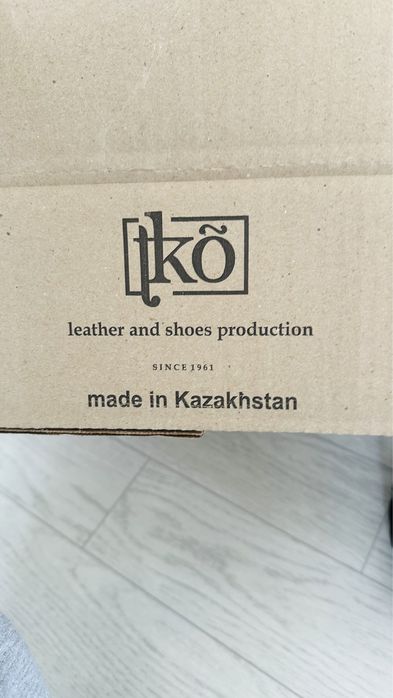 tkõ
leather and shoes production
SINCE 1961
made in Kazakhstan